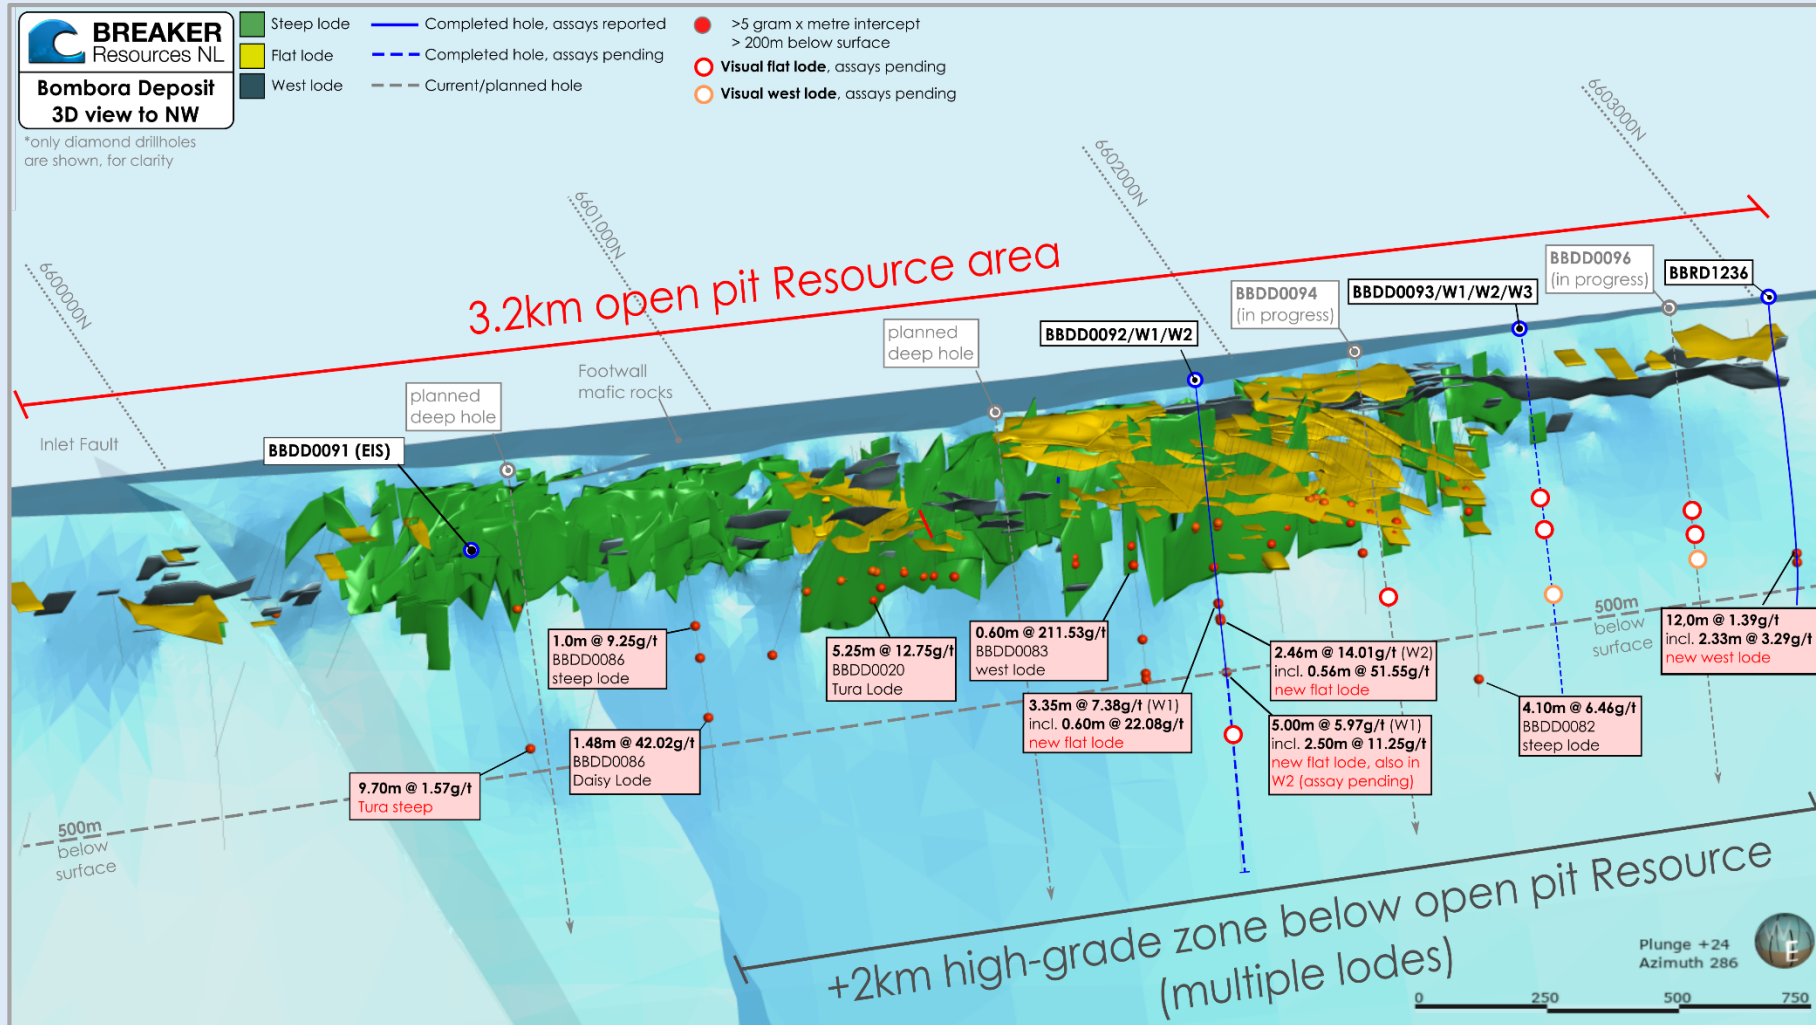 BREAKER
Resources NL
Bombora Deposit
3D view to NW
*only diamond drillholes
are shown, for clarity
Steep lode
Flat lode
West lode
Completed hole, assays reported
Completed hole, assays pending
Current/planned hole
>5 gram x metre intercept
> 200m below surface
Visual flat lode, assays pending
Visual west lode, assays pending
6600000N
6601000N
6602000N
6603000N
3.2km open pit Resource area
BBDD0096
(in progress)
BBRD1236
BBDD0094
(in progress)
BBDD0093/W1/W2/W3
planned
deep hole
BBDD0092/W1/W2
Footwall
mafic rocks
planned
deep hole
Inlet Fault
BBDD0091 (EIS)
1.0m @ 9.25g/t
BBDD0086
steep lode
5.25m @ 12.75g/t
BBDD0020
Tura Lode
0.60m @ 211.53g/t
BBDD0083
west lode
2.46m @ 14.01g/t (W2)
incl. 0.56m @ 51.55g/t
new flat lode
500m
below
surface
12,0m @ 1.39g/t
incl. 2.33m @ 3.29g/t
new west lode
3.35m @ 7.38g/t (W1)
incl. 0.60m @ 22.08g/t
new flat lode
5.00m @ 5.97g/t (W1)
incl. 2.50m @ 11.25g/t
new flat lode, also in
W2 (assay pending)
4.10m @ 6.46g/t
BBDD0082
steep lode
1.48m @ 42.02g/t
BBDD0086
Daisy Lode
9.70m @ 1.57g/t
Tura steep
500m
below
surface
+2km high-grade zone below open pit Resource
(multiple lodes)
Plunge +24
Azimuth 286
E
0 250 500 750